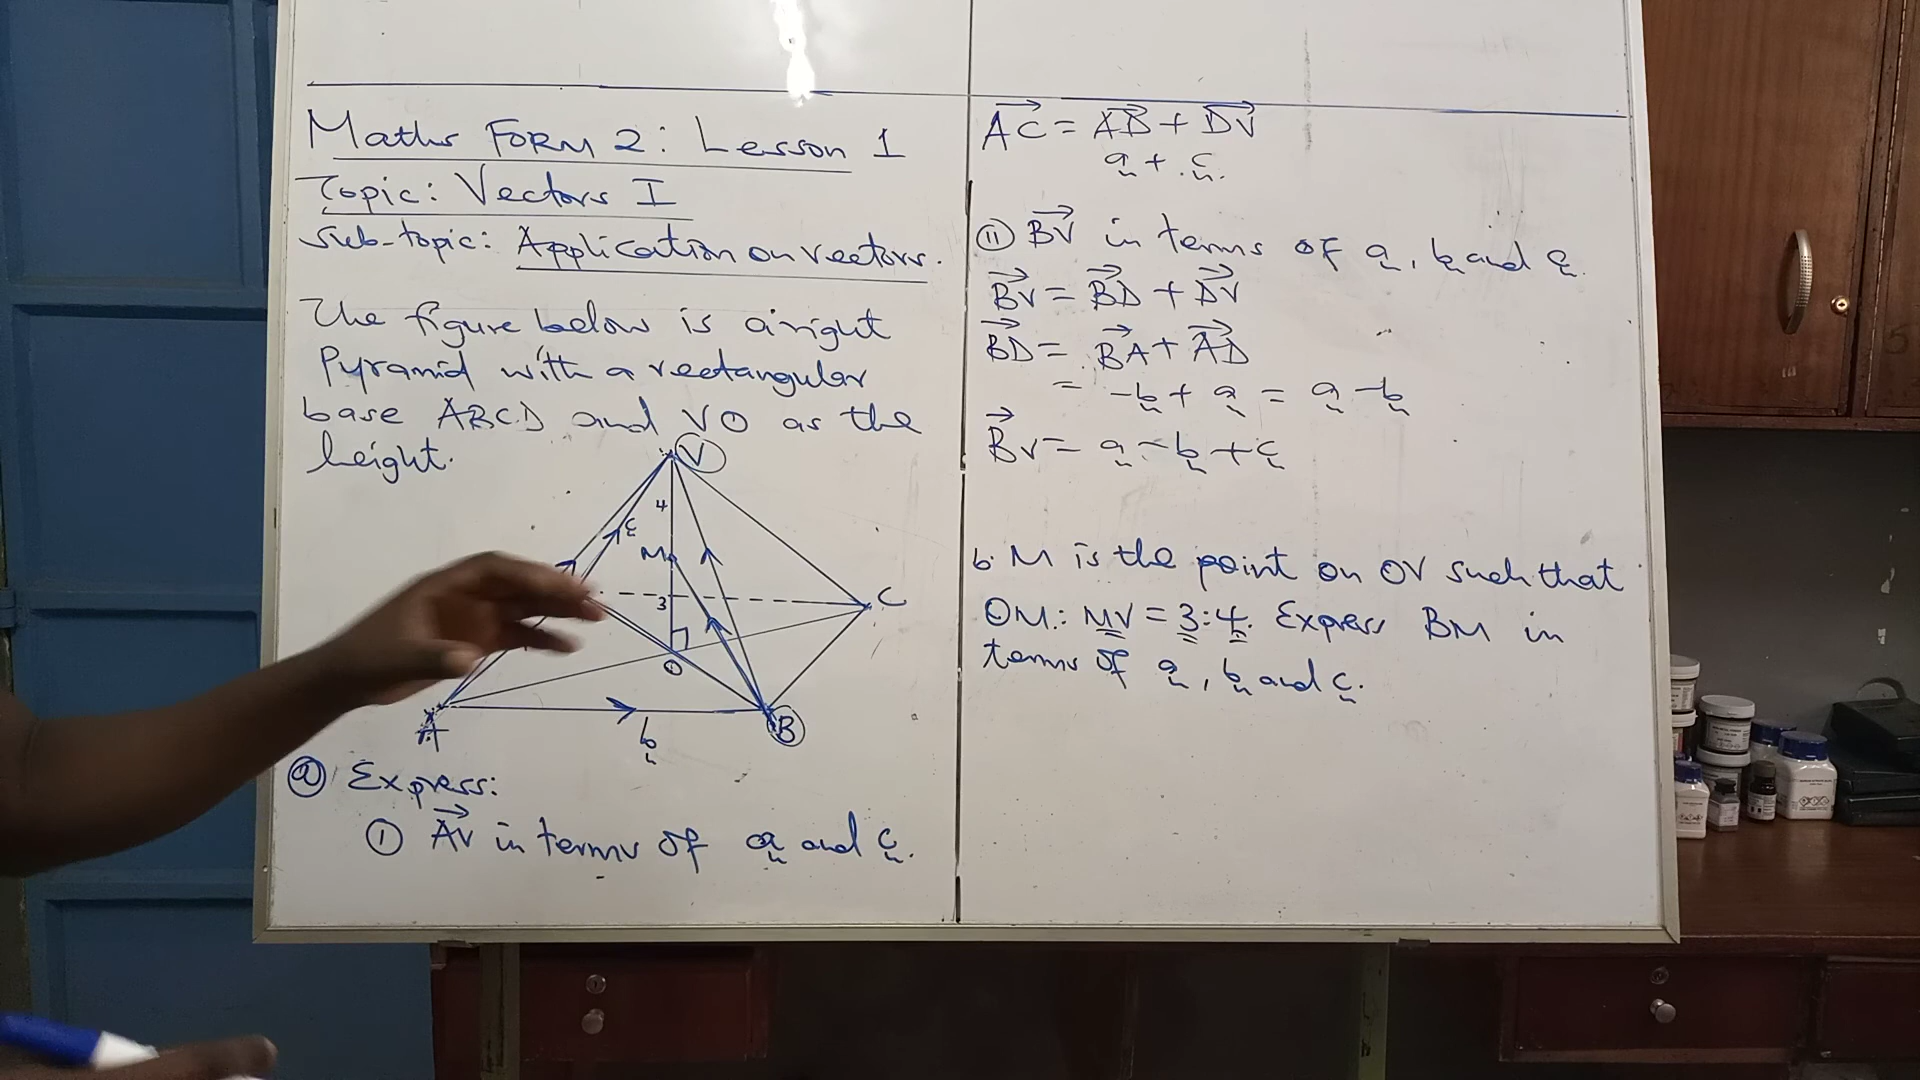 Maths FORM 2: Lesson 1
Topic: Vectors I
Sub-topic: Application on vectors.
The figure below is a right
Pyramid with a rectangular
base ABCD and VO as the
height.
V
4
c
M
3
C
O
A
b
B
a Express:
i AV in terms of a and c.
AC = AD + DV
a + c.
ii BV in terms of a, b and c.
BV = BD + DV
BD = BA + AD
= -b + a = a - b
BV = a - b + c
b. M is the point on OV such that
OM: MV = 3:4. Express BM in
terms of a, b and c.